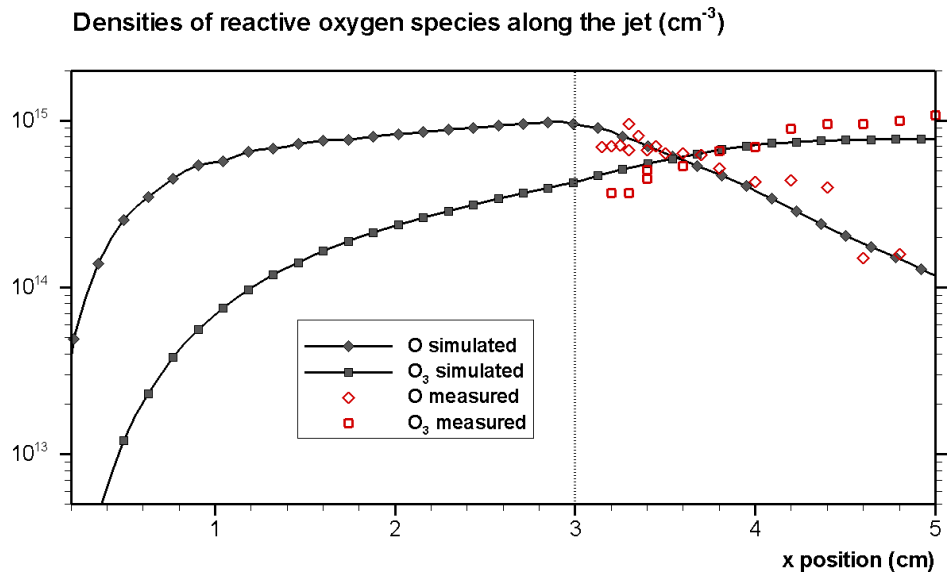 Densities of reactive oxygen species along the jet (cm⁻³)
10¹⁵
10¹⁴
10¹³
O simulated
O₃ simulated
O measured
O₃ measured
1 2 3 4 5
x position (cm)